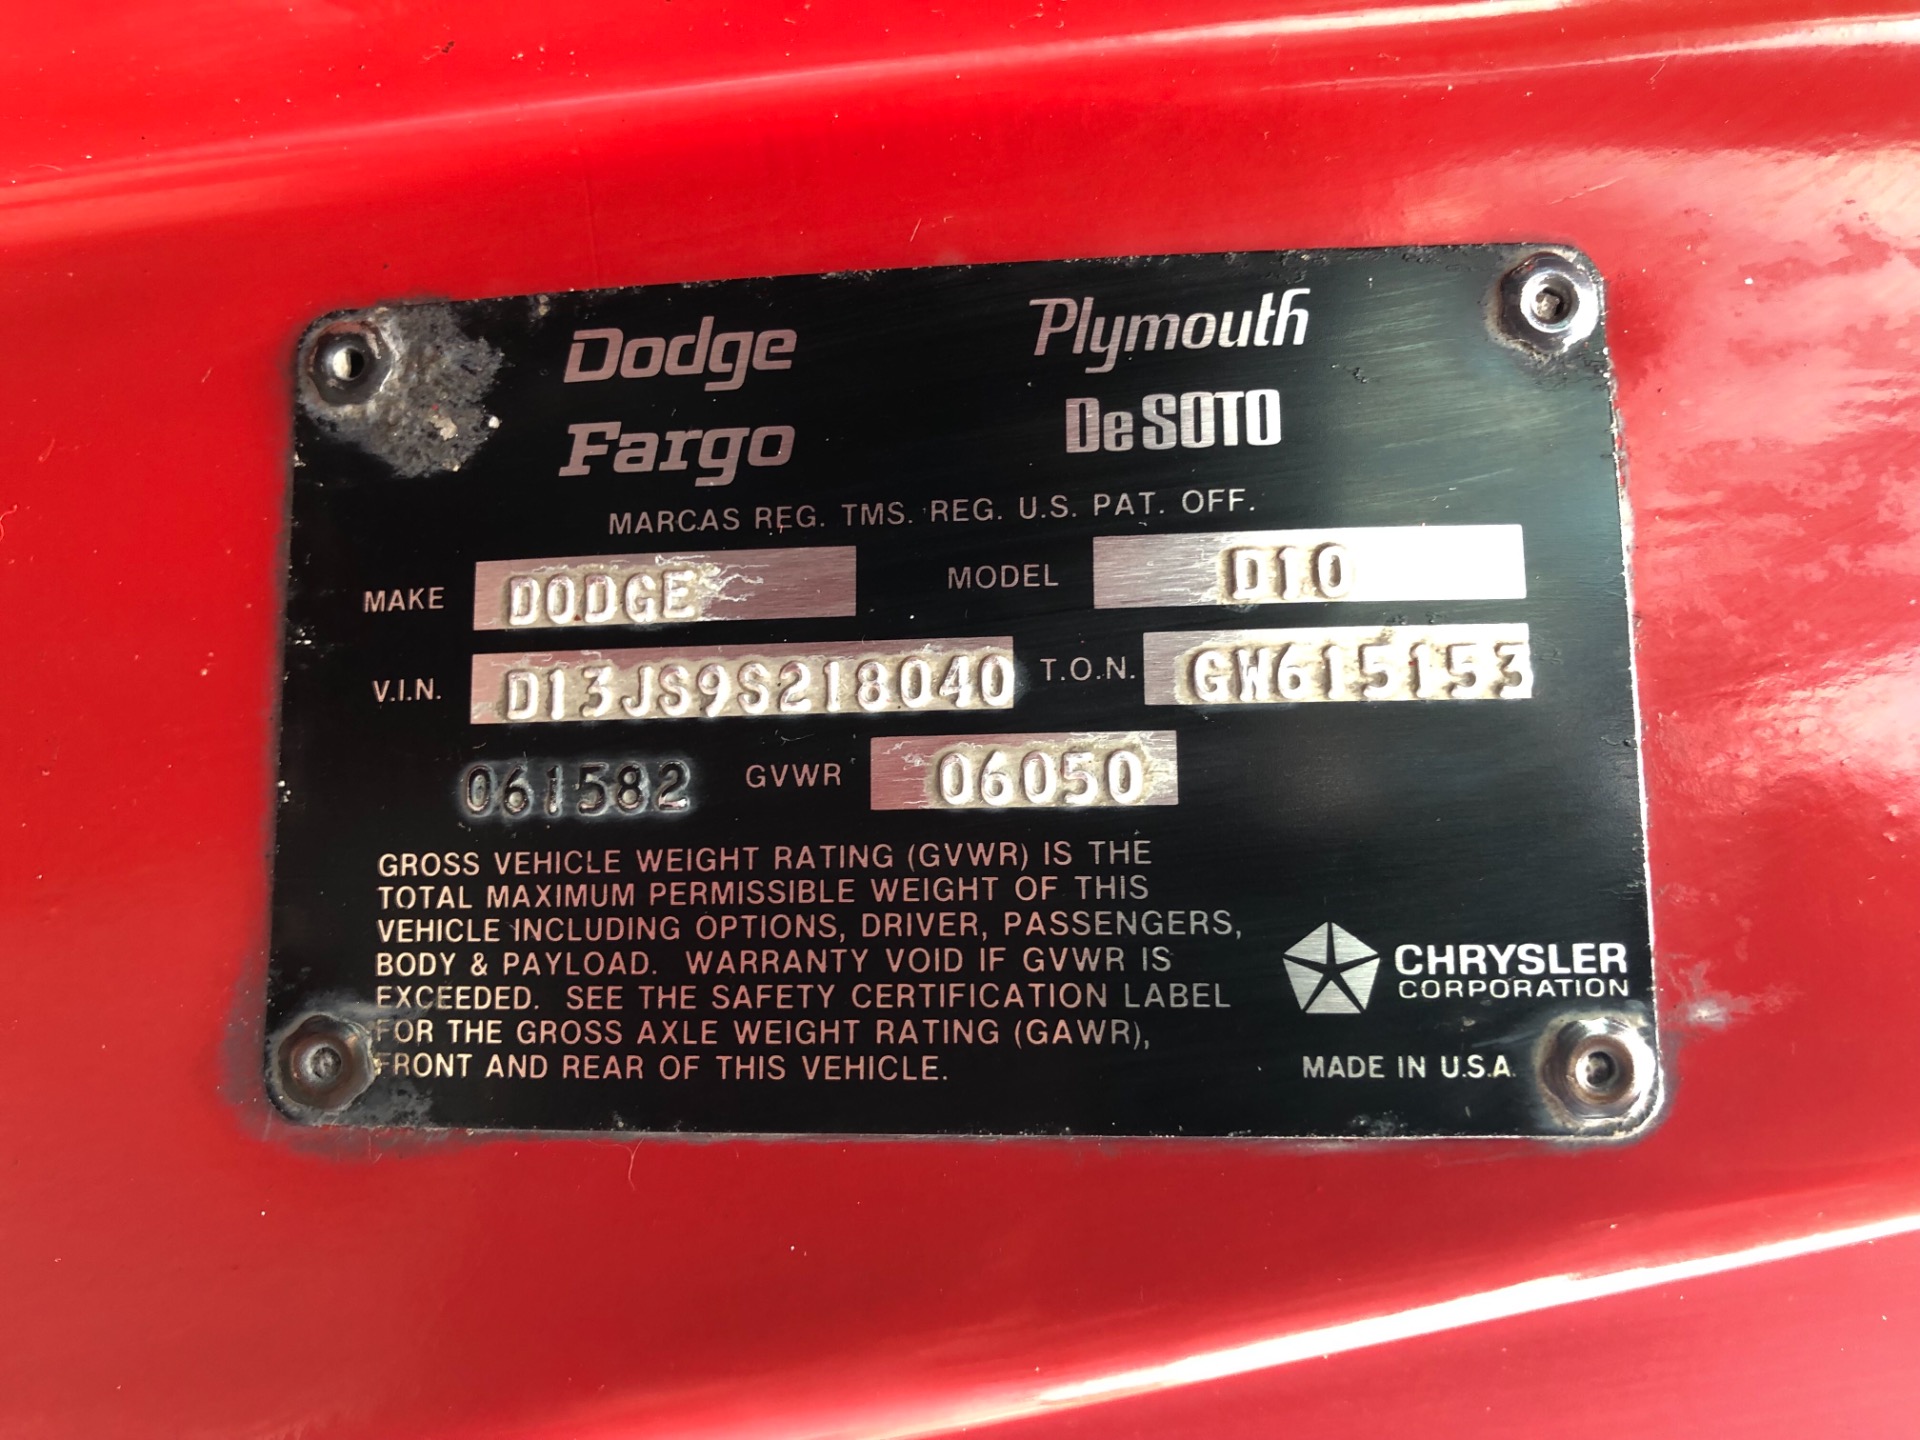 Dodge Plymouth
Fargo DeSOTO
MARCAS REG. TMS. REG. U.S. PAT. OFF.
MAKE DODGE MODEL D10
V.I.N. D13JS9S218040 T.O.N. GW615153
061582 GVWR 06050
GROSS VEHICLE WEIGHT RATING (GVWR) IS THE
TOTAL MAXIMUM PERMISSIBLE WEIGHT OF THIS
VEHICLE INCLUDING OPTIONS, DRIVER, PASSENGERS,
BODY & PAYLOAD. WARRANTY VOID IF GVWR IS
EXCEEDED. SEE THE SAFETY CERTIFICATION LABEL
FOR THE GROSS AXLE WEIGHT RATING (GAWR),
FRONT AND REAR OF THIS VEHICLE.
CHRYSLER
CORPORATION
MADE IN U.S.A.